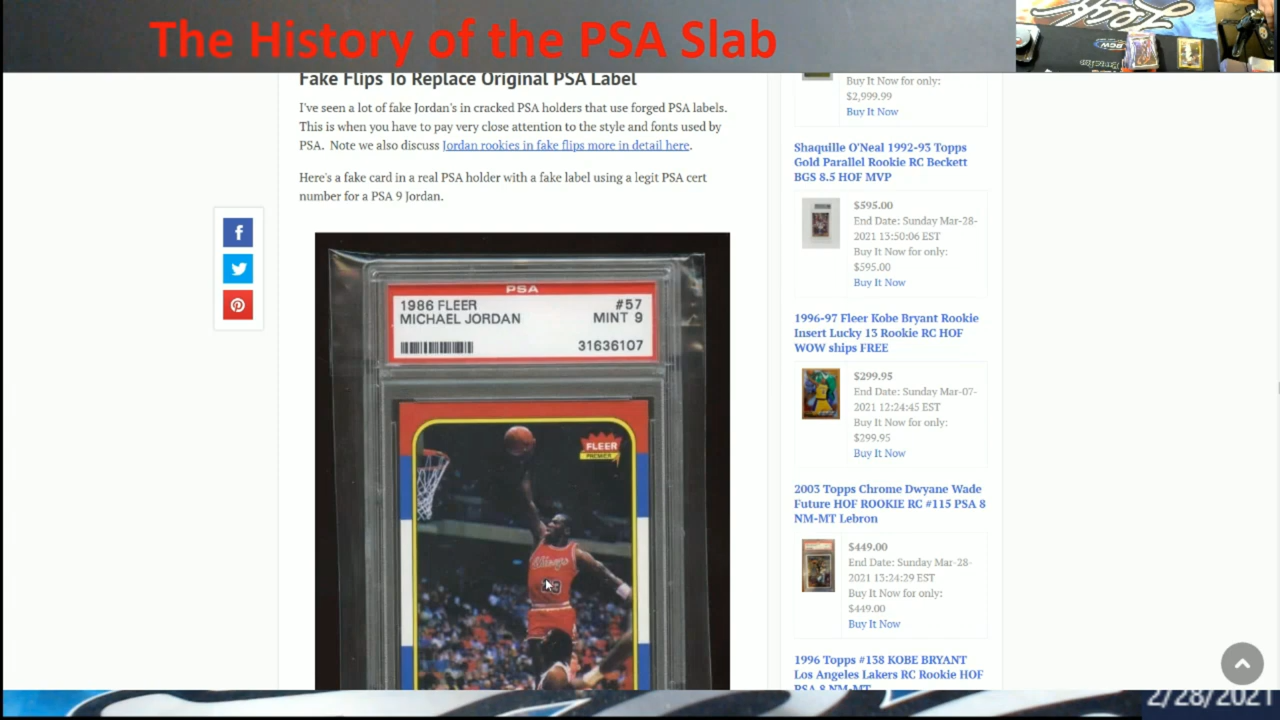 The History of the PSA Slab
Fake Flips To Replace Original PSA Label
I've seen a lot of fake Jordan's in cracked PSA holders that use forged PSA labels.
This is when you have to pay very close attention to the style and fonts used by
PSA. Note we also discuss Jordan rookies in fake flips more in detail here.
Here's a fake card in a real PSA holder with a fake label using a legit PSA cert
number for a PSA 9 Jordan.
PSA
1986 FLEER #57
MICHAEL JORDAN MINT 9
31636107
FLEER
PREMIER
Buy It Now for only:
$2,999.99
Buy It Now
Shaquille O'Neal 1992-93 Topps
Gold Parallel Rookie RC Beckett
BGS 8.5 HOF MVP
$595.00
End Date: Sunday Mar-28-
2021 13:50:06 EST
Buy It Now for only:
$595.00
Buy It Now
1996-97 Fleer Kobe Bryant Rookie
Insert Lucky 13 Rookie RC HOF
WOW ships FREE
$299.95
End Date: Sunday Mar-07-
2021 12:24:45 EST
Buy It Now for only:
$299.95
Buy It Now
2003 Topps Chrome Dwyane Wade
Future HOF ROOKIE RC #115 PSA 8
NM-MT Lebron
$449.00
End Date: Sunday Mar-28-
2021 13:24:29 EST
Buy It Now for only:
$449.00
Buy It Now
1996 Topps #138 KOBE BRYANT
Los Angeles Lakers RC Rookie HOF
PSA 8 NM-MT
2/28/2021